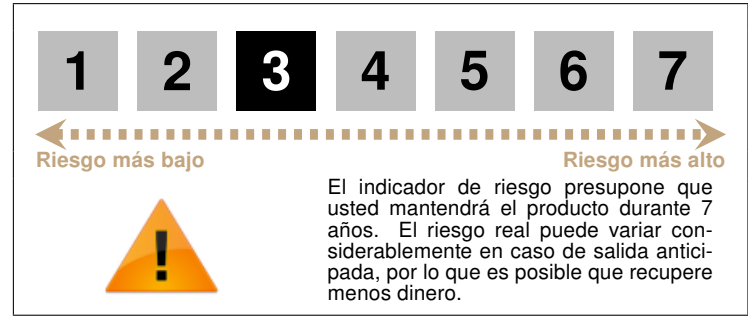 1 2 3 4 5 6 7
Riesgo más bajo Riesgo más alto
El indicador de riesgo presupone que
usted mantendrá el producto durante 7
años. El riesgo real puede variar con-
siderablemente en caso de salida antici-
pada, por lo que es posible que recupere
menos dinero.